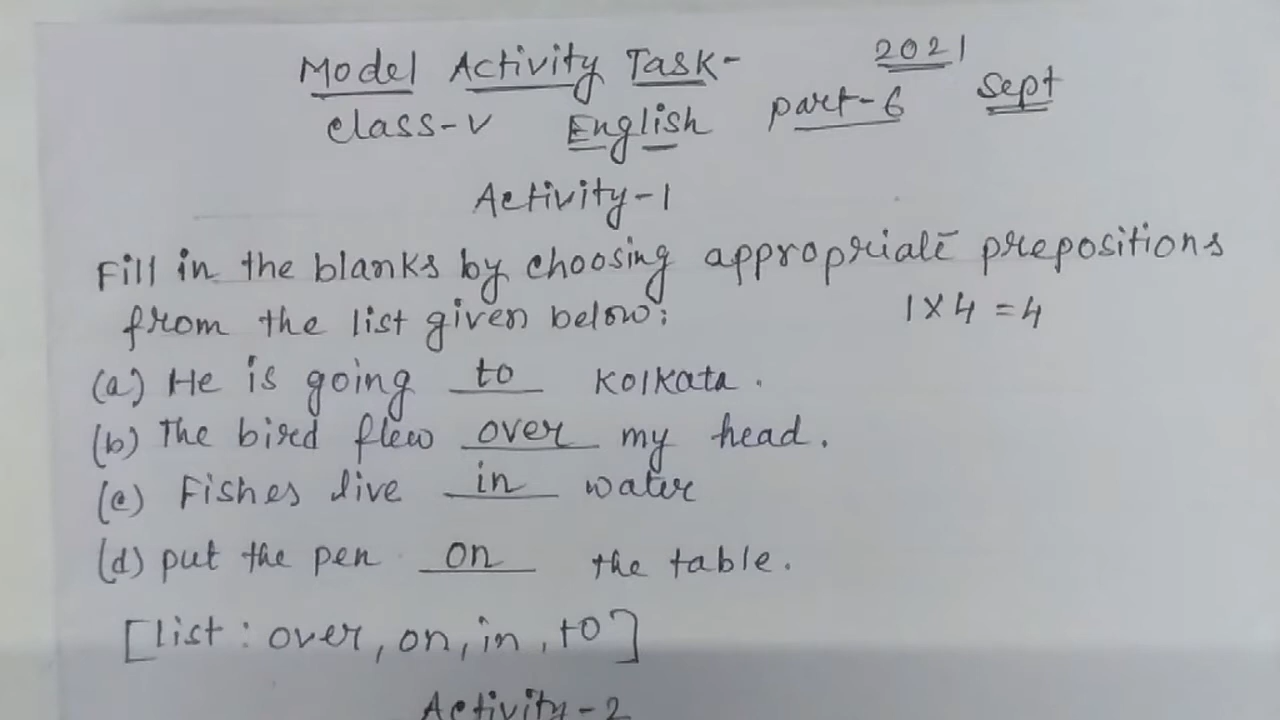 Model Activity Task- 2021
class-V English part-6 Sept
Activity-1
Fill in the blanks by choosing appropriate prepositions
from the list given below: 1×4=4
(a) He is going to Kolkata.
(b) The bird flew over my head.
(c) Fishes live in water
(d) put the pen on the table.
[list: over, on, in, to]
Activity-2